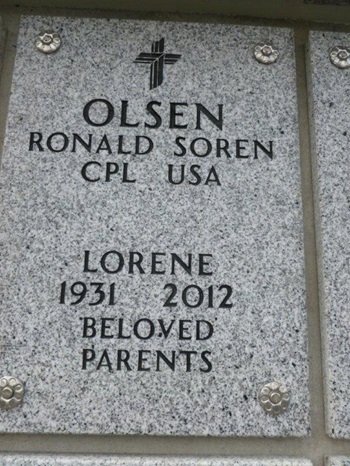 OLSEN
RONALD SOREN
CPL USA
LORENE
1931 2012
BELOVED
PARENTS